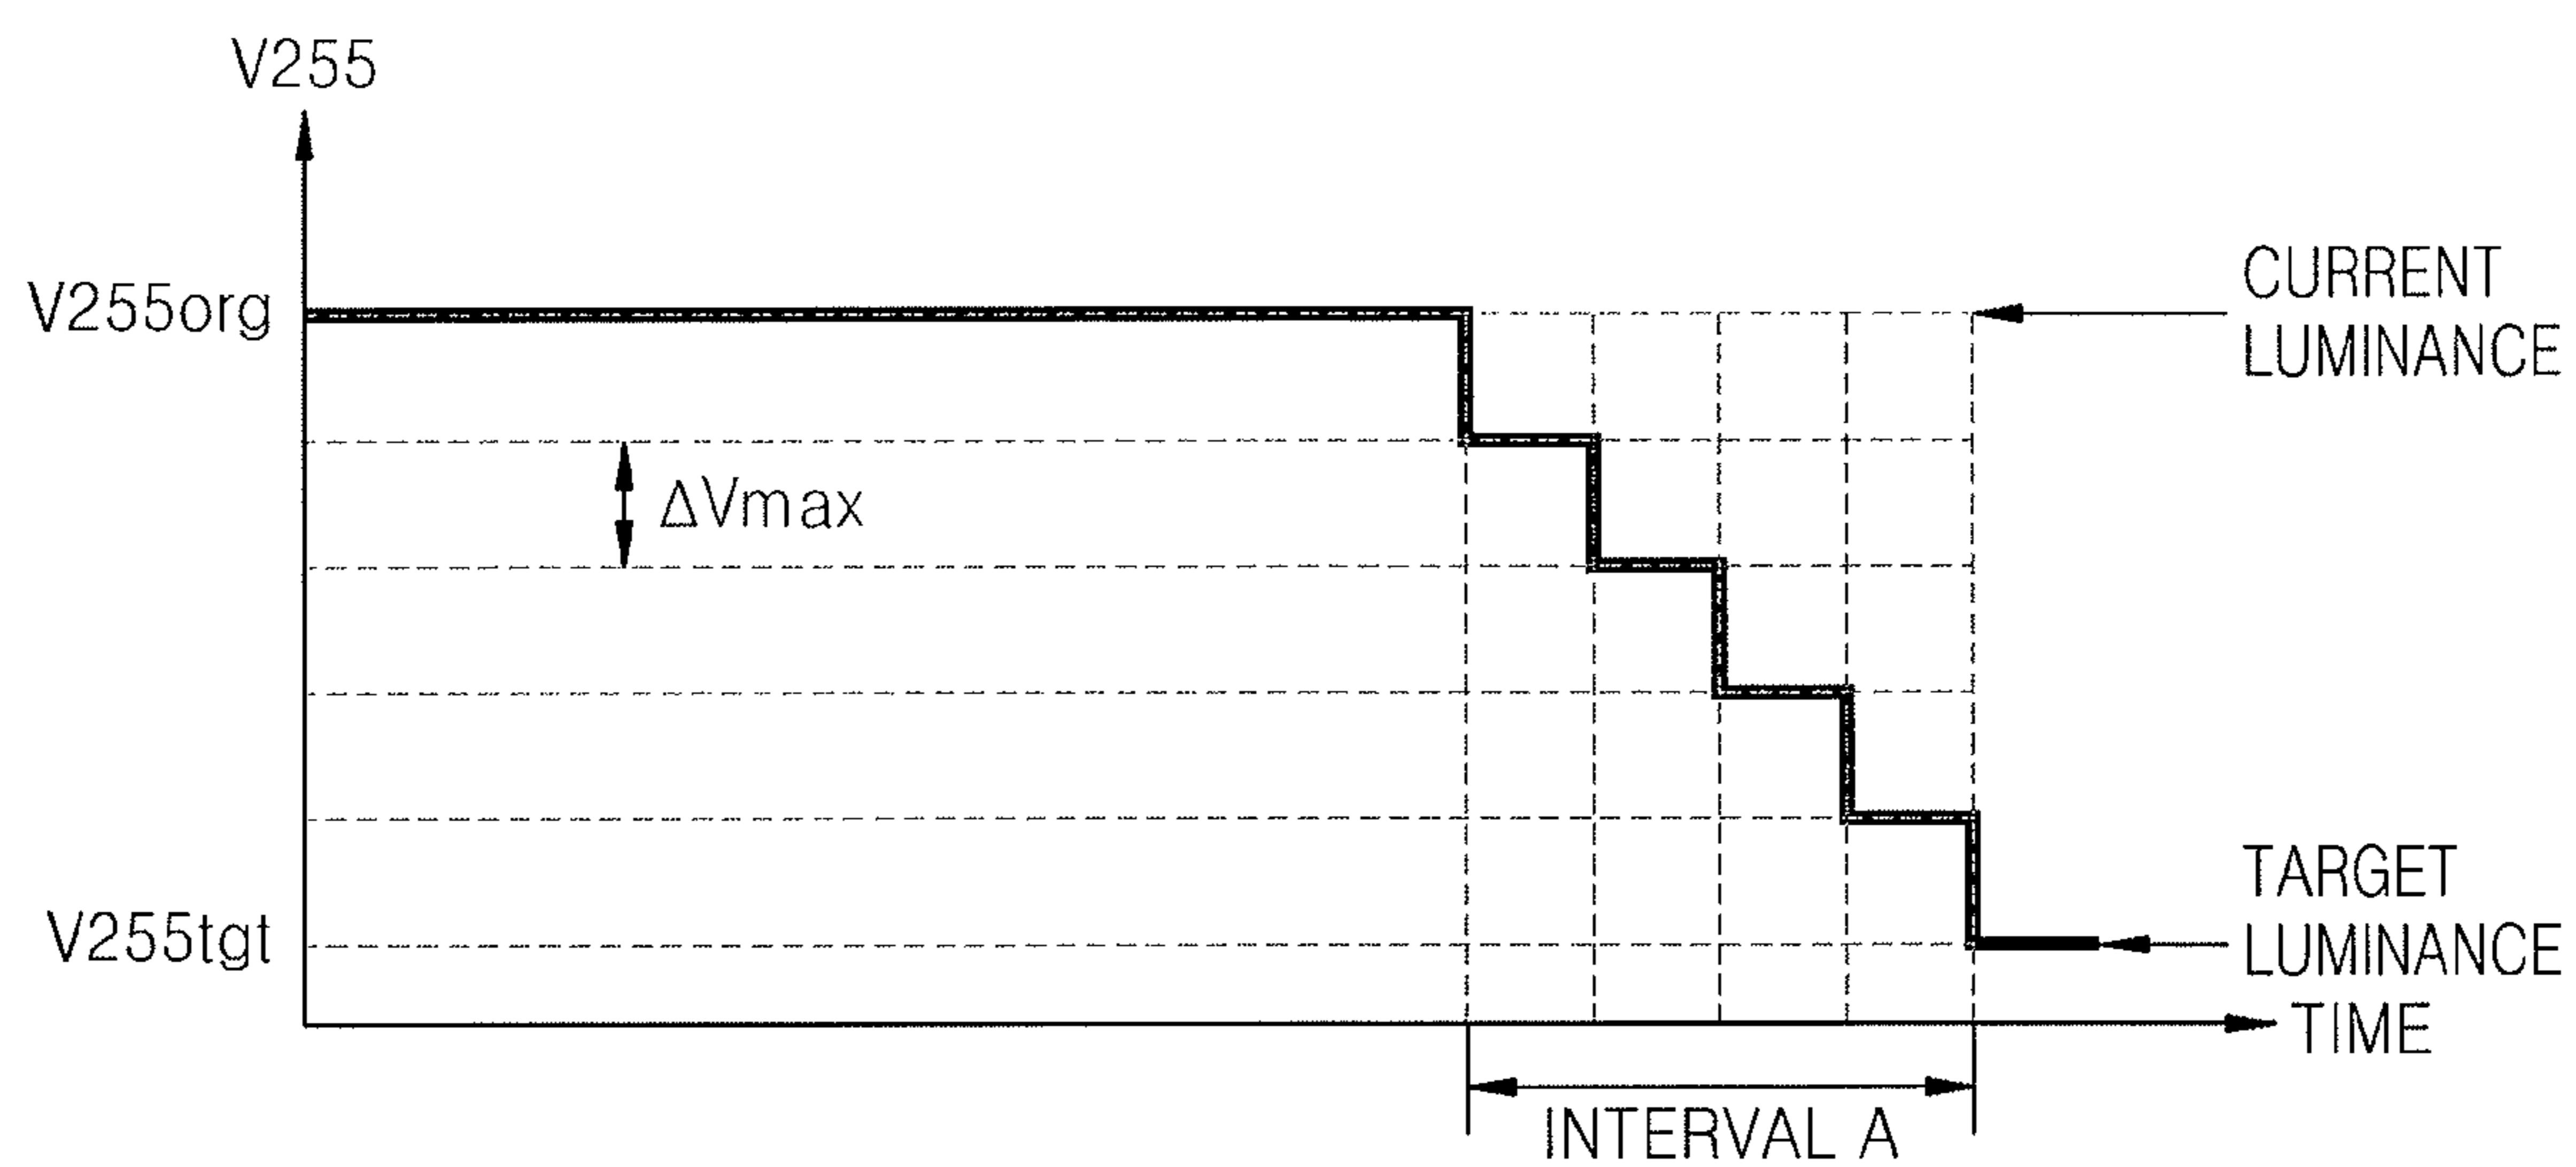 V255
V255org
CURRENT
LUMINANCE
ΔVmax
V255tgt
TARGET
LUMINANCE
TIME
INTERVAL A